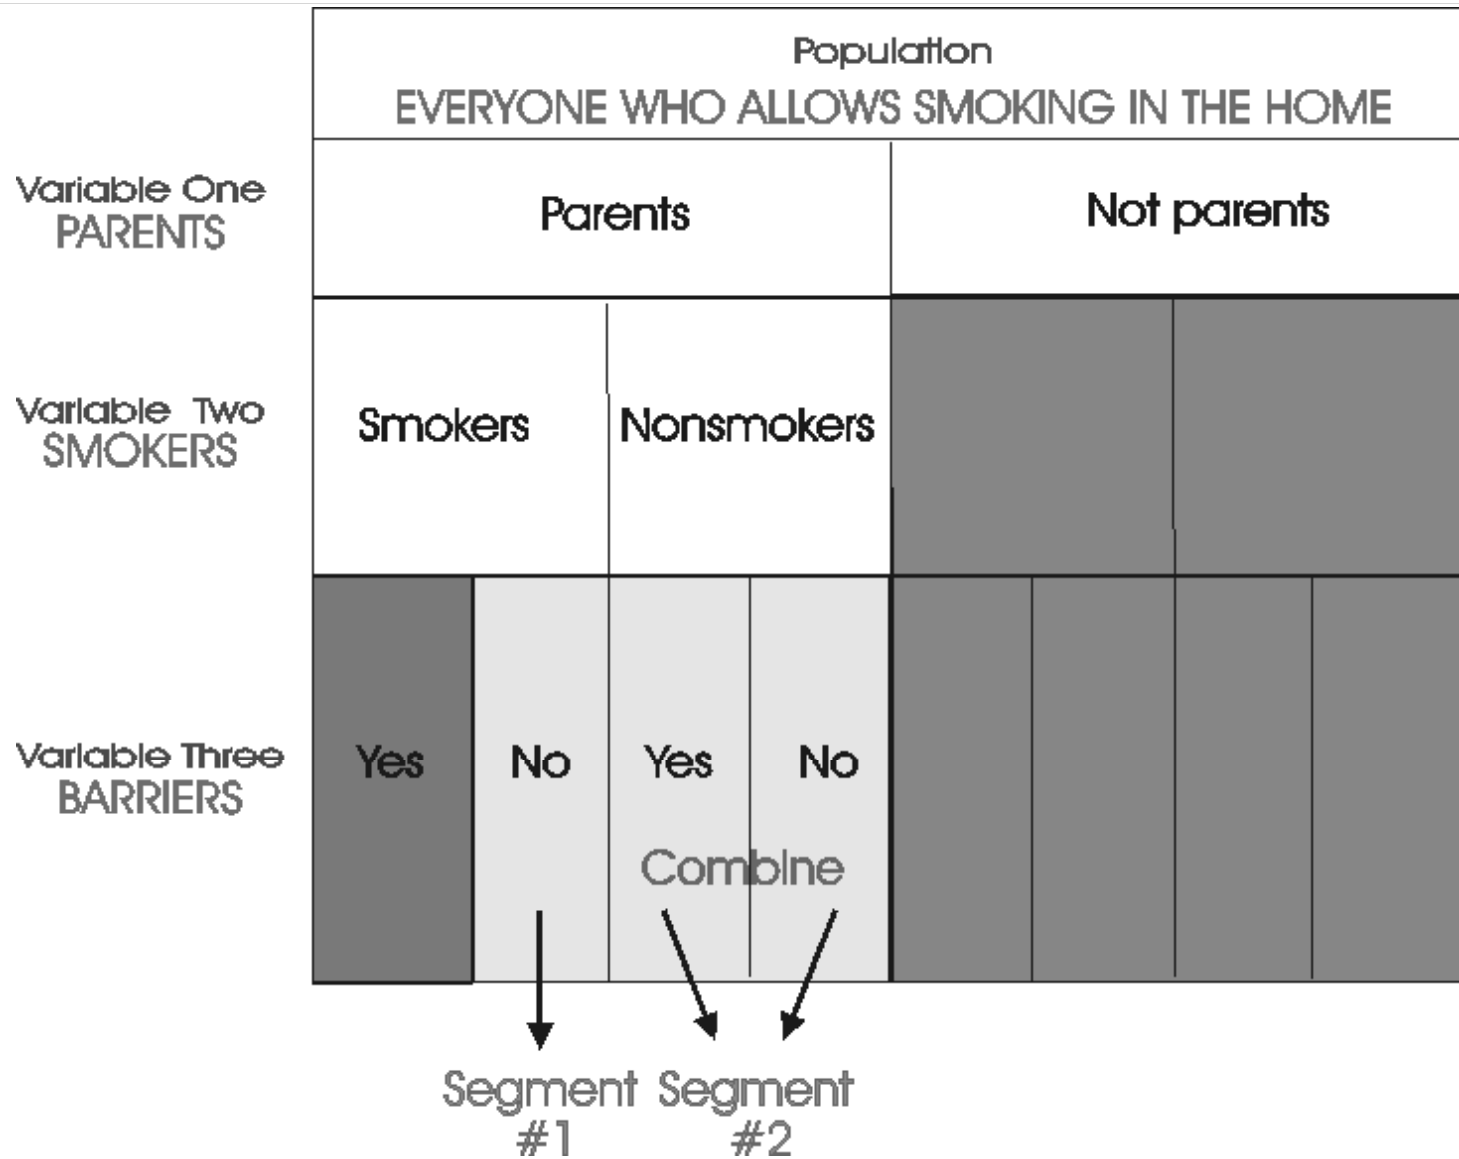 Population
EVERYONE WHO ALLOWS SMOKING IN THE HOME
Variable One
PARENTS
Parents
Not parents
Variable Two
SMOKERS
Smokers
Nonsmokers
Variable Three
BARRIERS
Yes
No
Yes
No
Combine
Segment
#1
Segment
#2